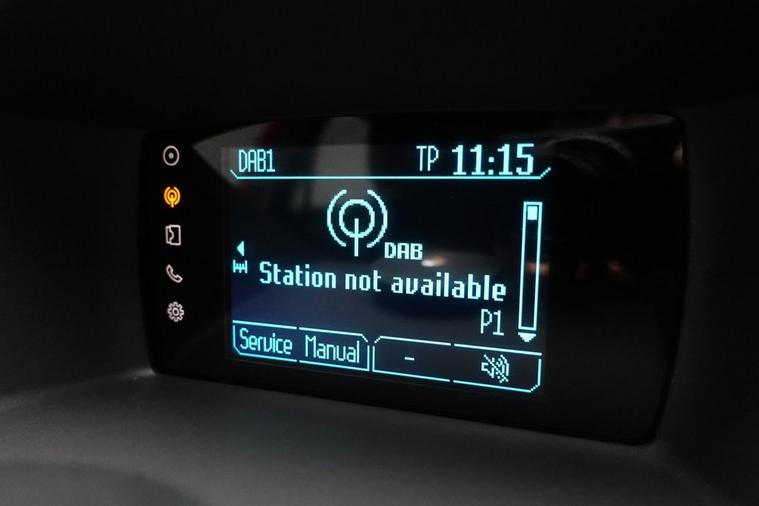 DAB1 TP 11:15
DAB
Station not available
P1
Service Manual -